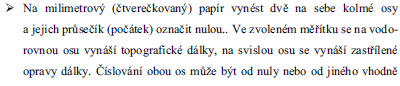 ➢ Na milimetrový (čtverečkovaný) papír vynést dvě na sebe kolmé osy
a jejich průsečík (počátek) označit nulou.. Ve zvoleném měřítku se na vodo-
rovnou osu vynáší topografické dálky, na svislou osu se vynáší zastřílené
opravy dálky. Číslování obou os může být od nuly nebo od jiného vhodně